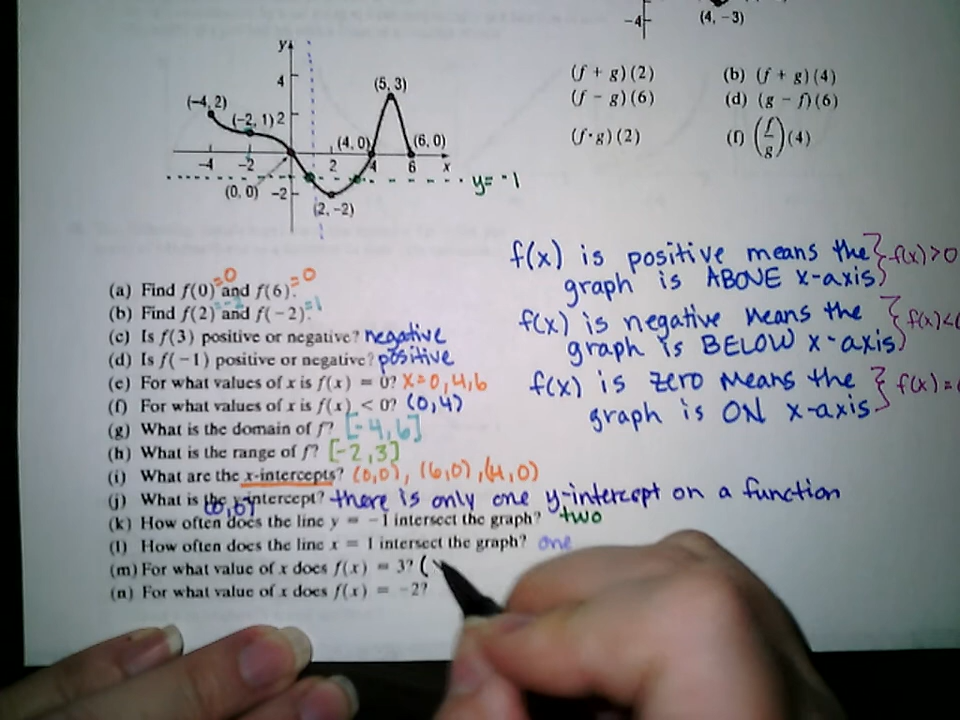 -4 (4, -3)
y
4 (5, 3)
(-4, 2)
(-2, 1) 2 (4, 0) (6, 0)
-4 -2 2 4 6 x
y = -1
(0, 0) -2
(2, -2)
(f + g)(2) (b) (f + g)(4)
(f - g)(6) (d) (g - f)(6)
(f·g)(2) (f) (f/g)(4)
f(x) is positive means the } f(x)>0
graph is ABOVE x-axis
f(x) is negative means the { f(x)<
graph is BELOW x-axis
f(x) is zero means the } f(x)=
graph is ON x-axis
(a) Find f(0) =0 and f(6). =0
(b) Find f(2) =-2 and f(-2). =1
(c) Is f(3) positive or negative? negative
(d) Is f(-1) positive or negative? positive
(e) For what values of x is f(x) = 0? x=0,4,6
(f) For what values of x is f(x) < 0? (0,4)
(g) What is the domain of f? [-4,6]
(h) What is the range of f? [-2,3]
(i) What are the x-intercepts? (0,0), (6,0), (4,0)
(j) What is the y-intercept? there is only one y-intercept on a function
(0,0)
(k) How often does the line y = -1 intersect the graph? two
(l) How often does the line x = 1 intersect the graph? one
(m) For what value of x does f(x) = 3? (
(n) For what value of x does f(x) = -2?